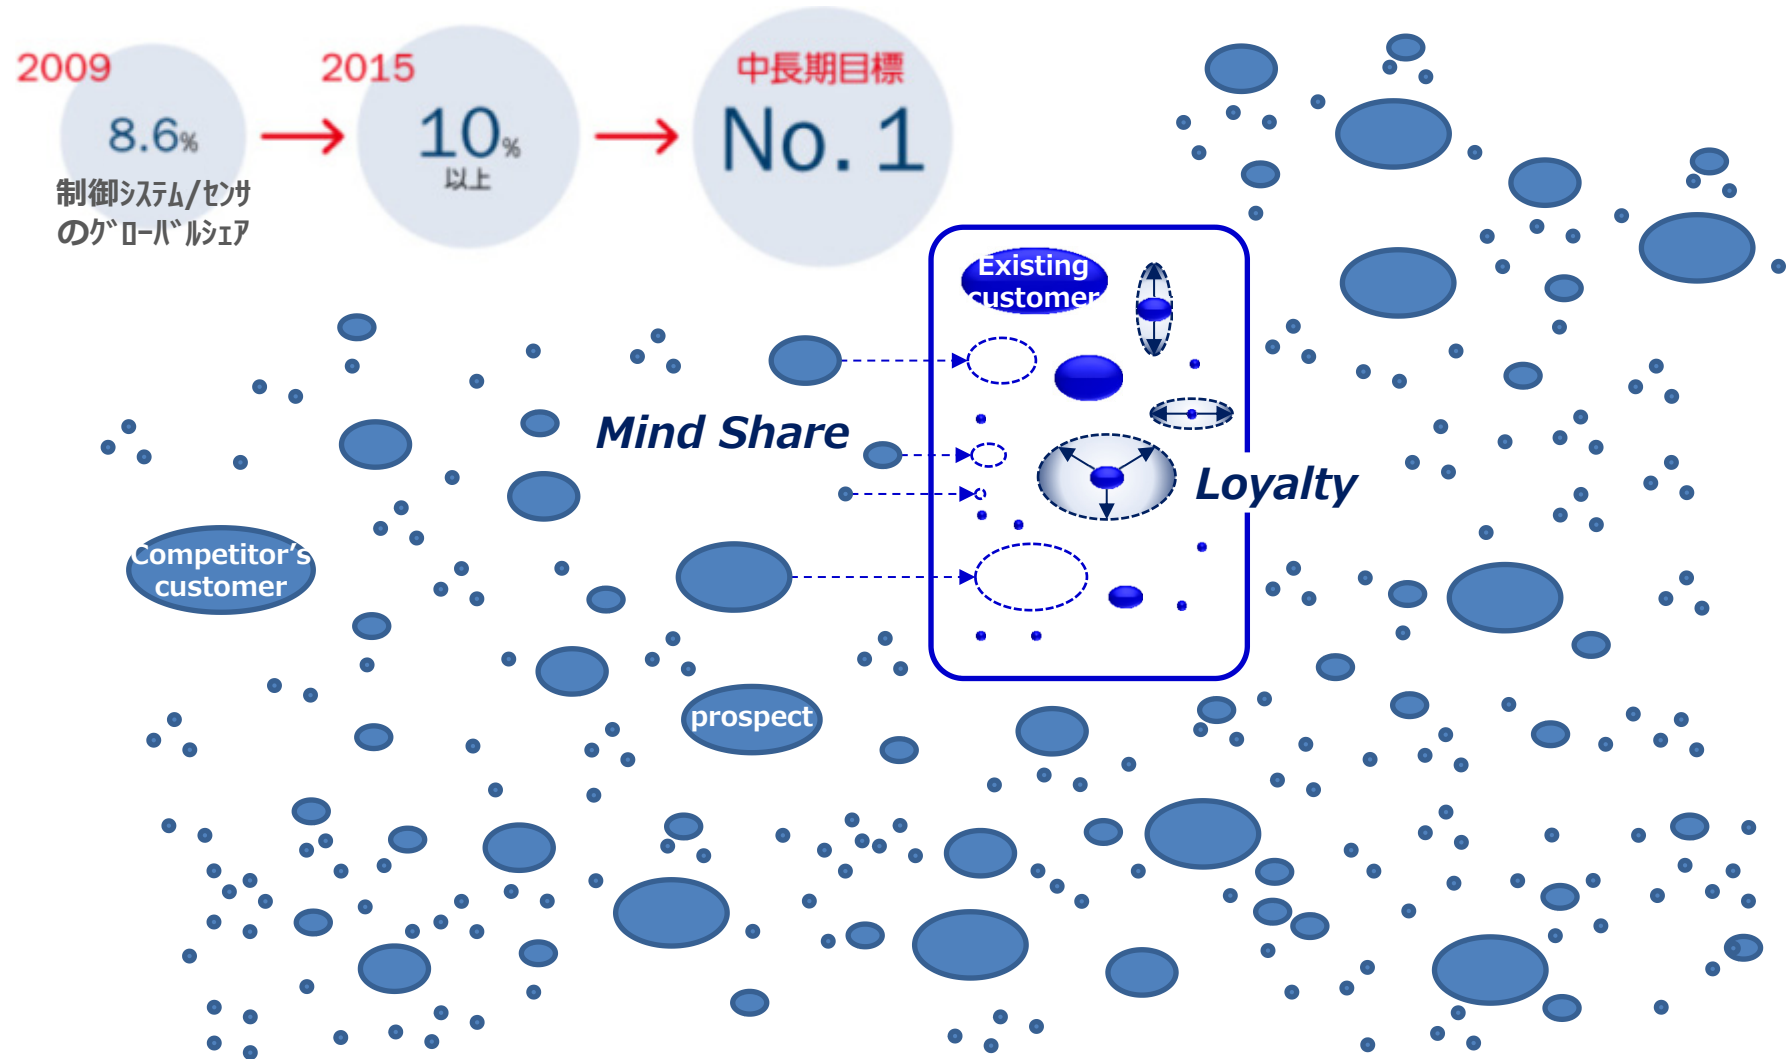 2009
8.6%
制御ｼｽﾃﾑ/ｾﾝｻ
のｸﾞﾛｰﾊﾞﾙｼｪｱ
2015
10%
以上
中長期目標
No. 1
Existing
customer
Mind Share
Loyalty
Competitor's
customer
prospect